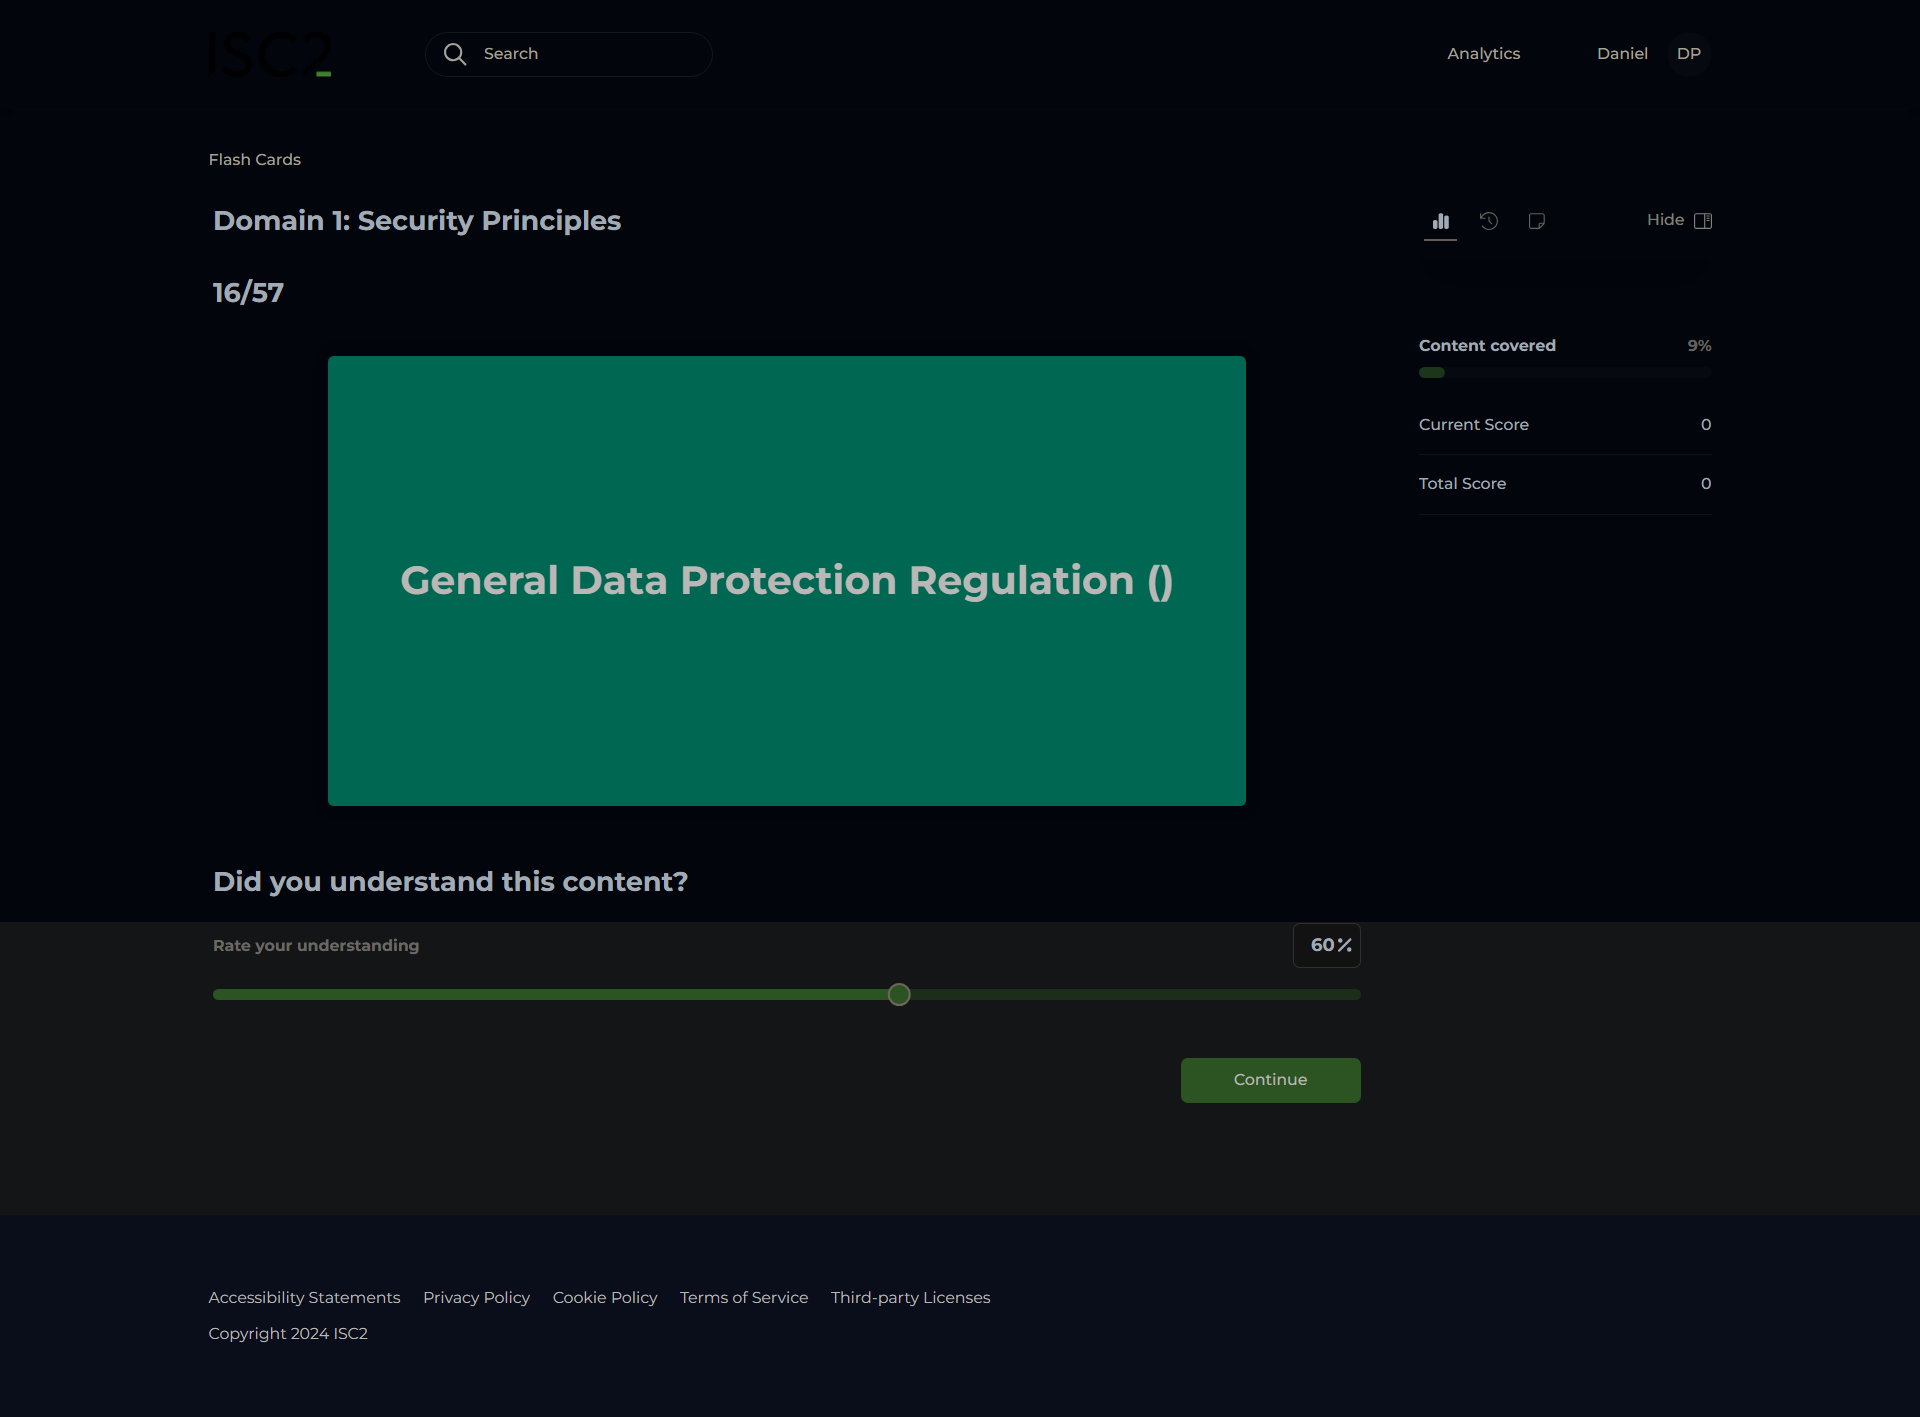 ISC2
Search
Analytics
Daniel
DP
Flash Cards
Domain 1: Security Principles
Hide
16/57
Content covered
9%
Current Score
0
Total Score
0
General Data Protection Regulation ()
Did you understand this content?
Rate your understanding
60%
Continue
Accessibility Statements Privacy Policy Cookie Policy Terms of Service Third-party Licenses
Copyright 2024 ISC2